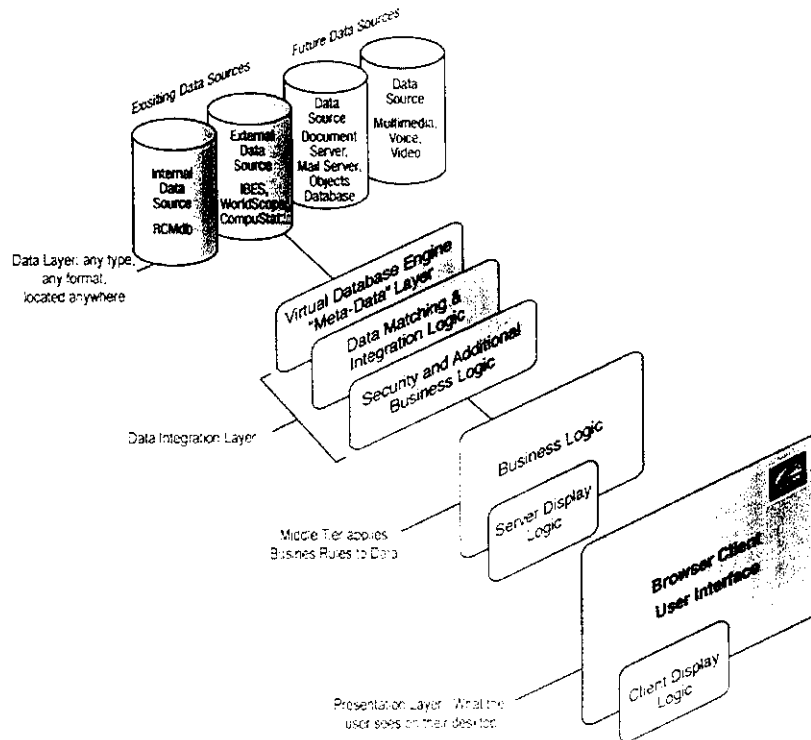 Exositing Data Sources
Future Data Sources
Internal
Data
Source
RCMdb
External
Data
Source
IBES,
WorldScope,
CompuStat...
Data
Source
Document
Server,
Mail Server,
Objects
Database
Data
Source
Multimedia,
Voice,
Video
Data Layer: any type,
any format,
located anywhere
Virtual Database Engine
"Meta-Data" Layer
Data Matching &
Integration Logic
Security and Additional
Business Logic
Data Integration Layer
Business Logic
Server Display
Logic
Middle Tier applies
Busines Rules to Data
Browser Client
User Interface
Client Display
Logic
Presentation Layer: What the
user sees on their desktop